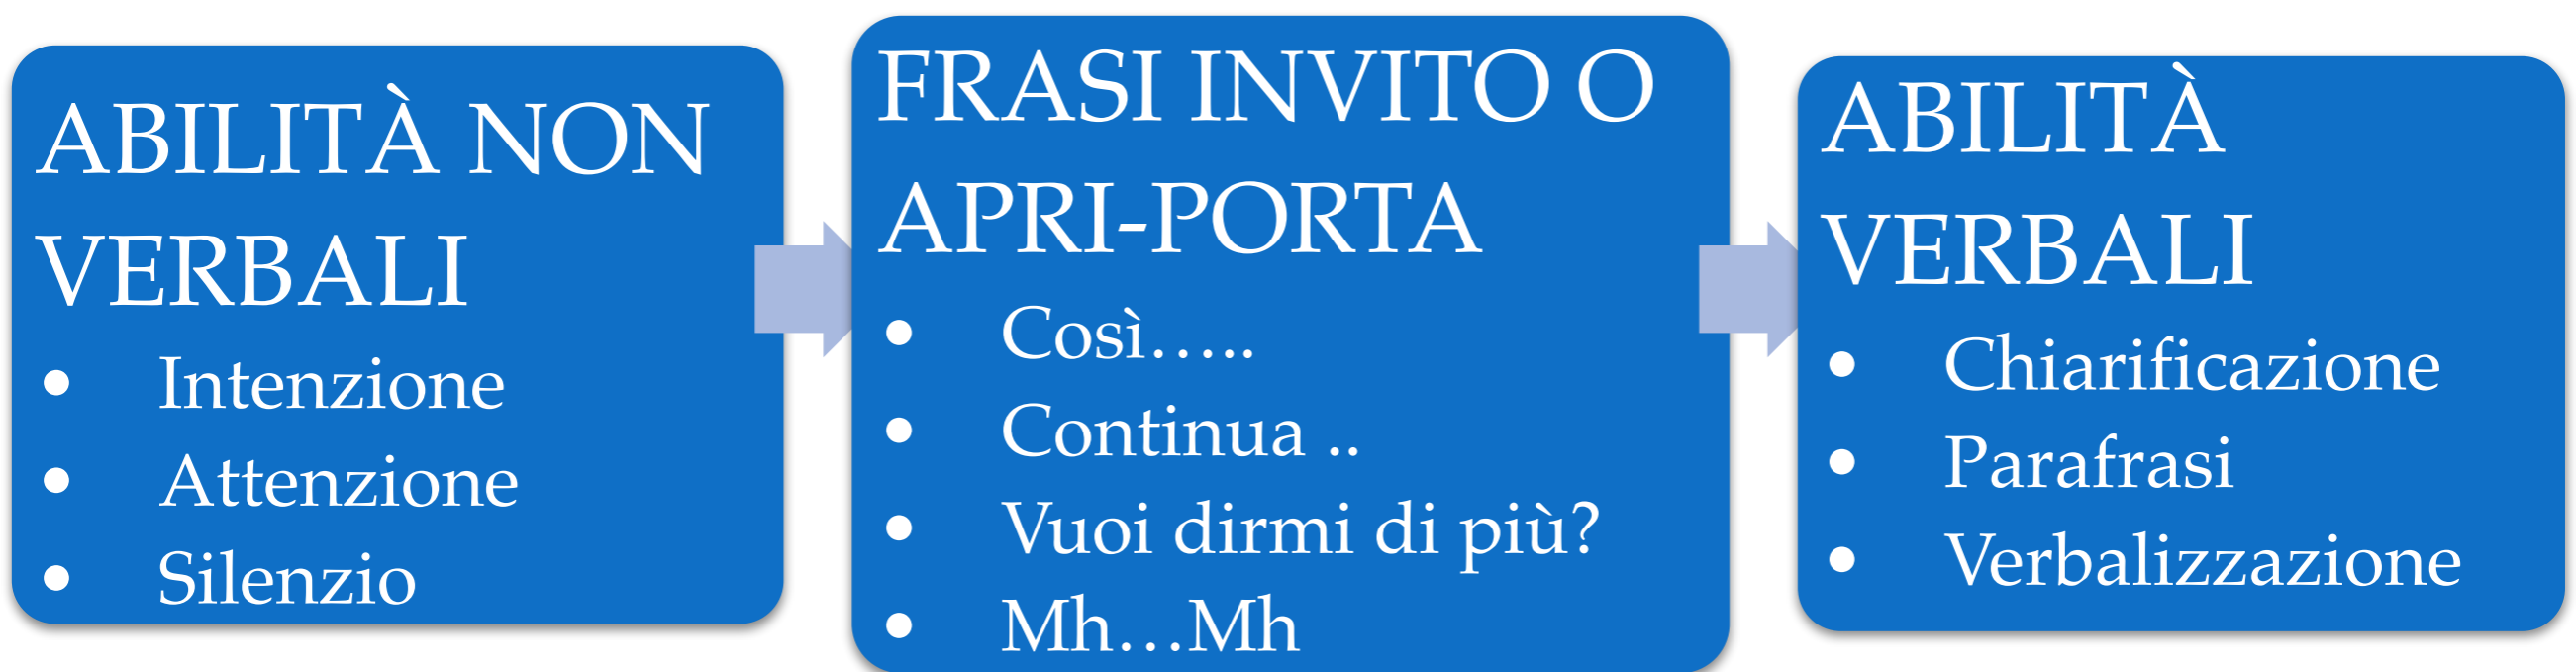 ABILITÀ NON
VERBALI
• Intenzione
• Attenzione
• Silenzio
FRASI INVITO O
APRI-PORTA
• Così…..
• Continua ..
• Vuoi dirmi di più?
• Mh…Mh
ABILITÀ
VERBALI
• Chiarificazione
• Parafrasi
• Verbalizzazione